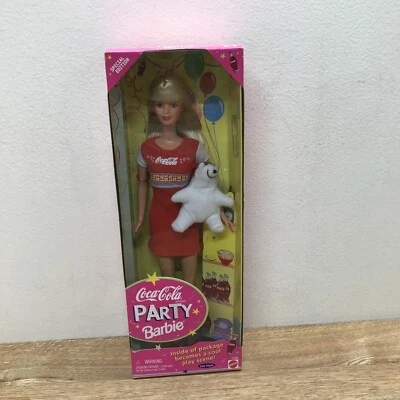 SPECIAL EDITION
Coca-Cola
Coca-Cola
PARTY
Barbie
Inside of package
becomes a cool
play scene!
WARNING:
MATTEL